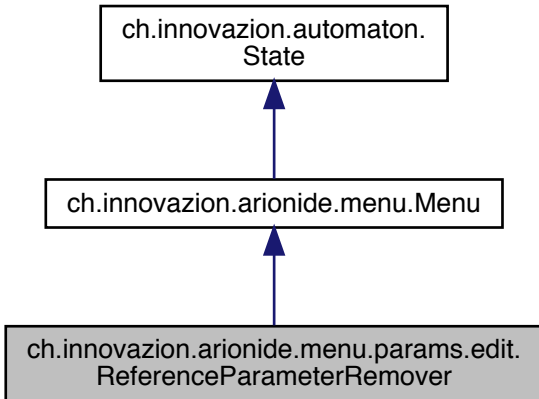 ch.innovazion.automaton.
State
ch.innovazion.arionide.menu.Menu
ch.innovazion.arionide.menu.params.edit.
ReferenceParameterRemover